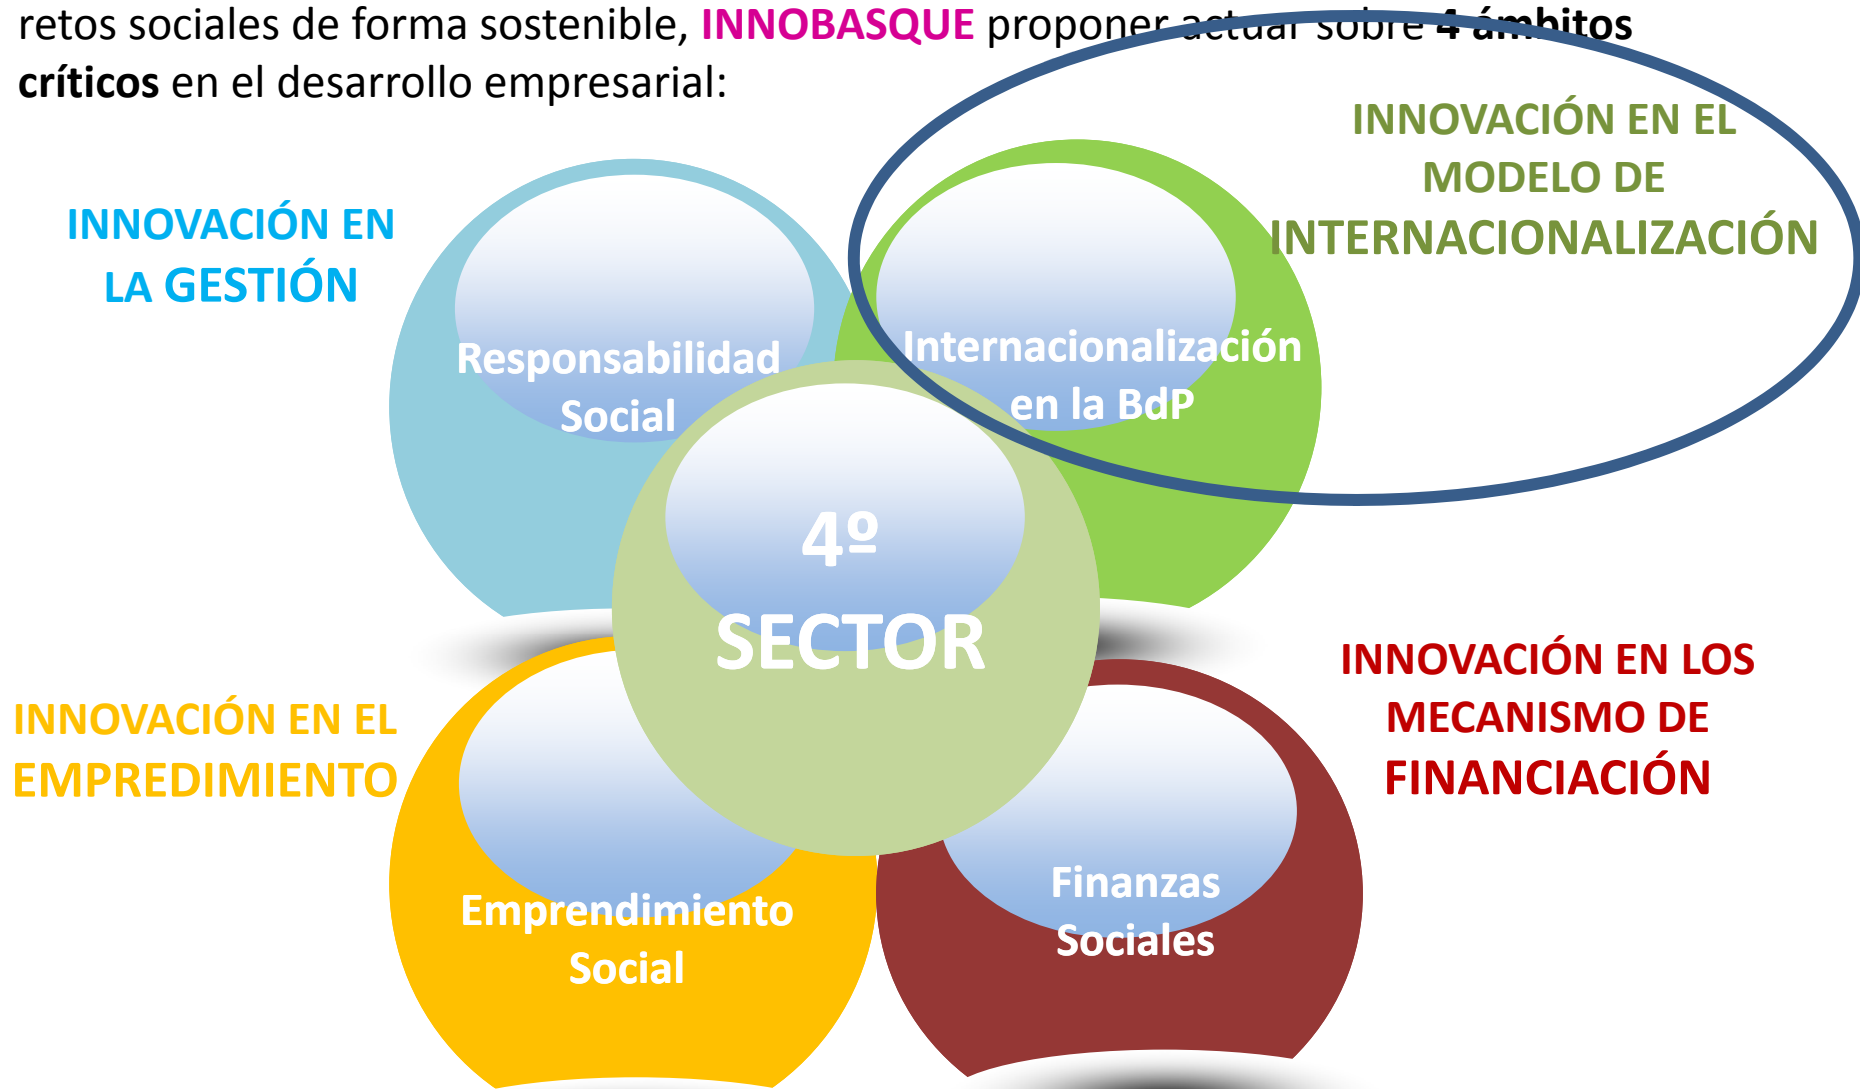 retos sociales de forma sostenible, INNOBASQUE proponer actuar sobre 4 ámbitos
críticos en el desarrollo empresarial:
INNOVACIÓN EN EL
MODELO DE
INTERNACIONALIZACIÓN
INNOVACIÓN EN
LA GESTIÓN
Responsabilidad
Social
Internacionalización
en la BdP
4º
SECTOR
INNOVACIÓN EN EL
EMPREDIMIENTO
INNOVACIÓN EN LOS
MECANISMO DE
FINANCIACIÓN
Emprendimiento
Social
Finanzas
Sociales